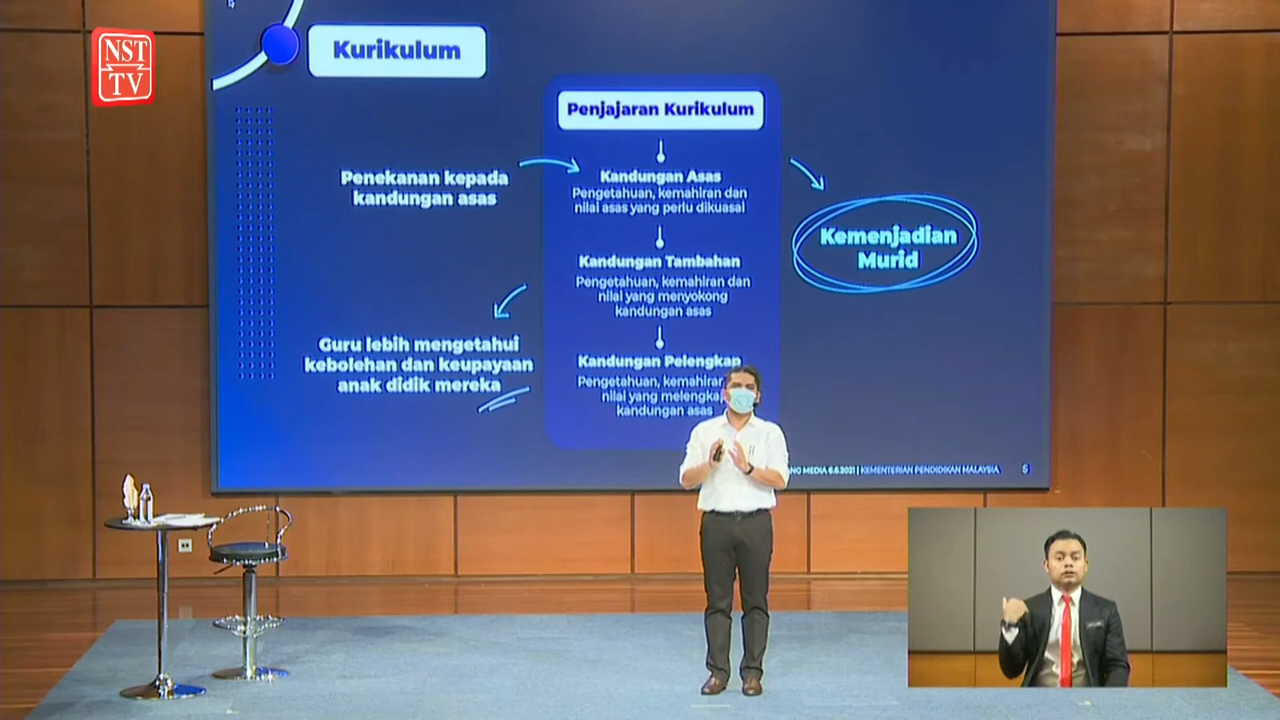 NST
TV
Kurikulum
Penjajaran Kurikulum
Penekanan kepada
kandungan asas
Kandungan Asas
Pengetahuan, kemahiran dan
nilai asas yang perlu dikuasai
Kemenjadian
Murid
Kandungan Tambahan
Pengetahuan, kemahiran dan
nilai yang menyokong
kandungan asas
Guru lebih mengetahui
kebolehan dan keupayaan
anak didik mereka
Kandungan Pelengkap
Pengetahuan, kemahiran
nilai yang melengka
kandungan asas
MEDIA 6.6.2021 | KEMENTERIAN PENDIDIKAN MALAYSIA
5